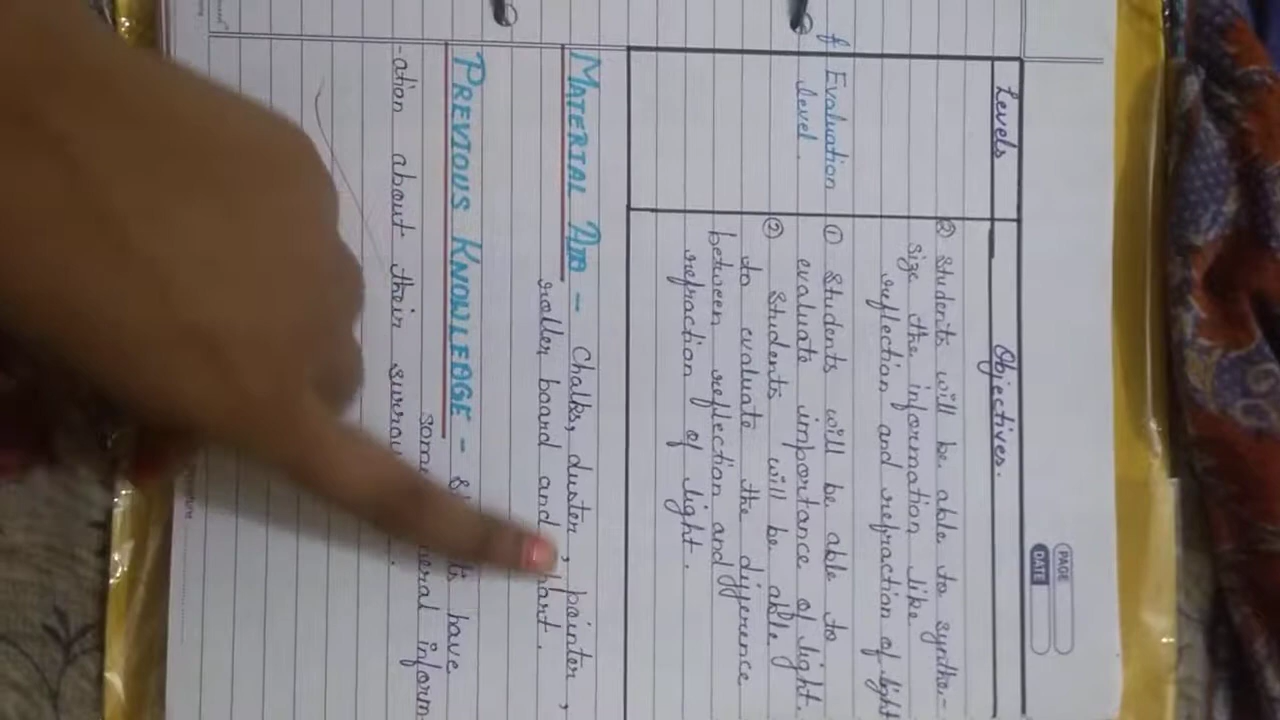 PAGE
DATE
Levels Objectives.
② Students will be able to synthe-
size the information like
reflection and refraction of light
f Evaluation ① Students will be able to
level. evaluate importance of light.
② Students will be able
to evaluate the difference
between reflection and
refraction of light.
MATERIAL AID - Chalks, duster, pointer,
roller board and chart.
PREVIOUS KNOWLEDGE - have
inform
-ation about their